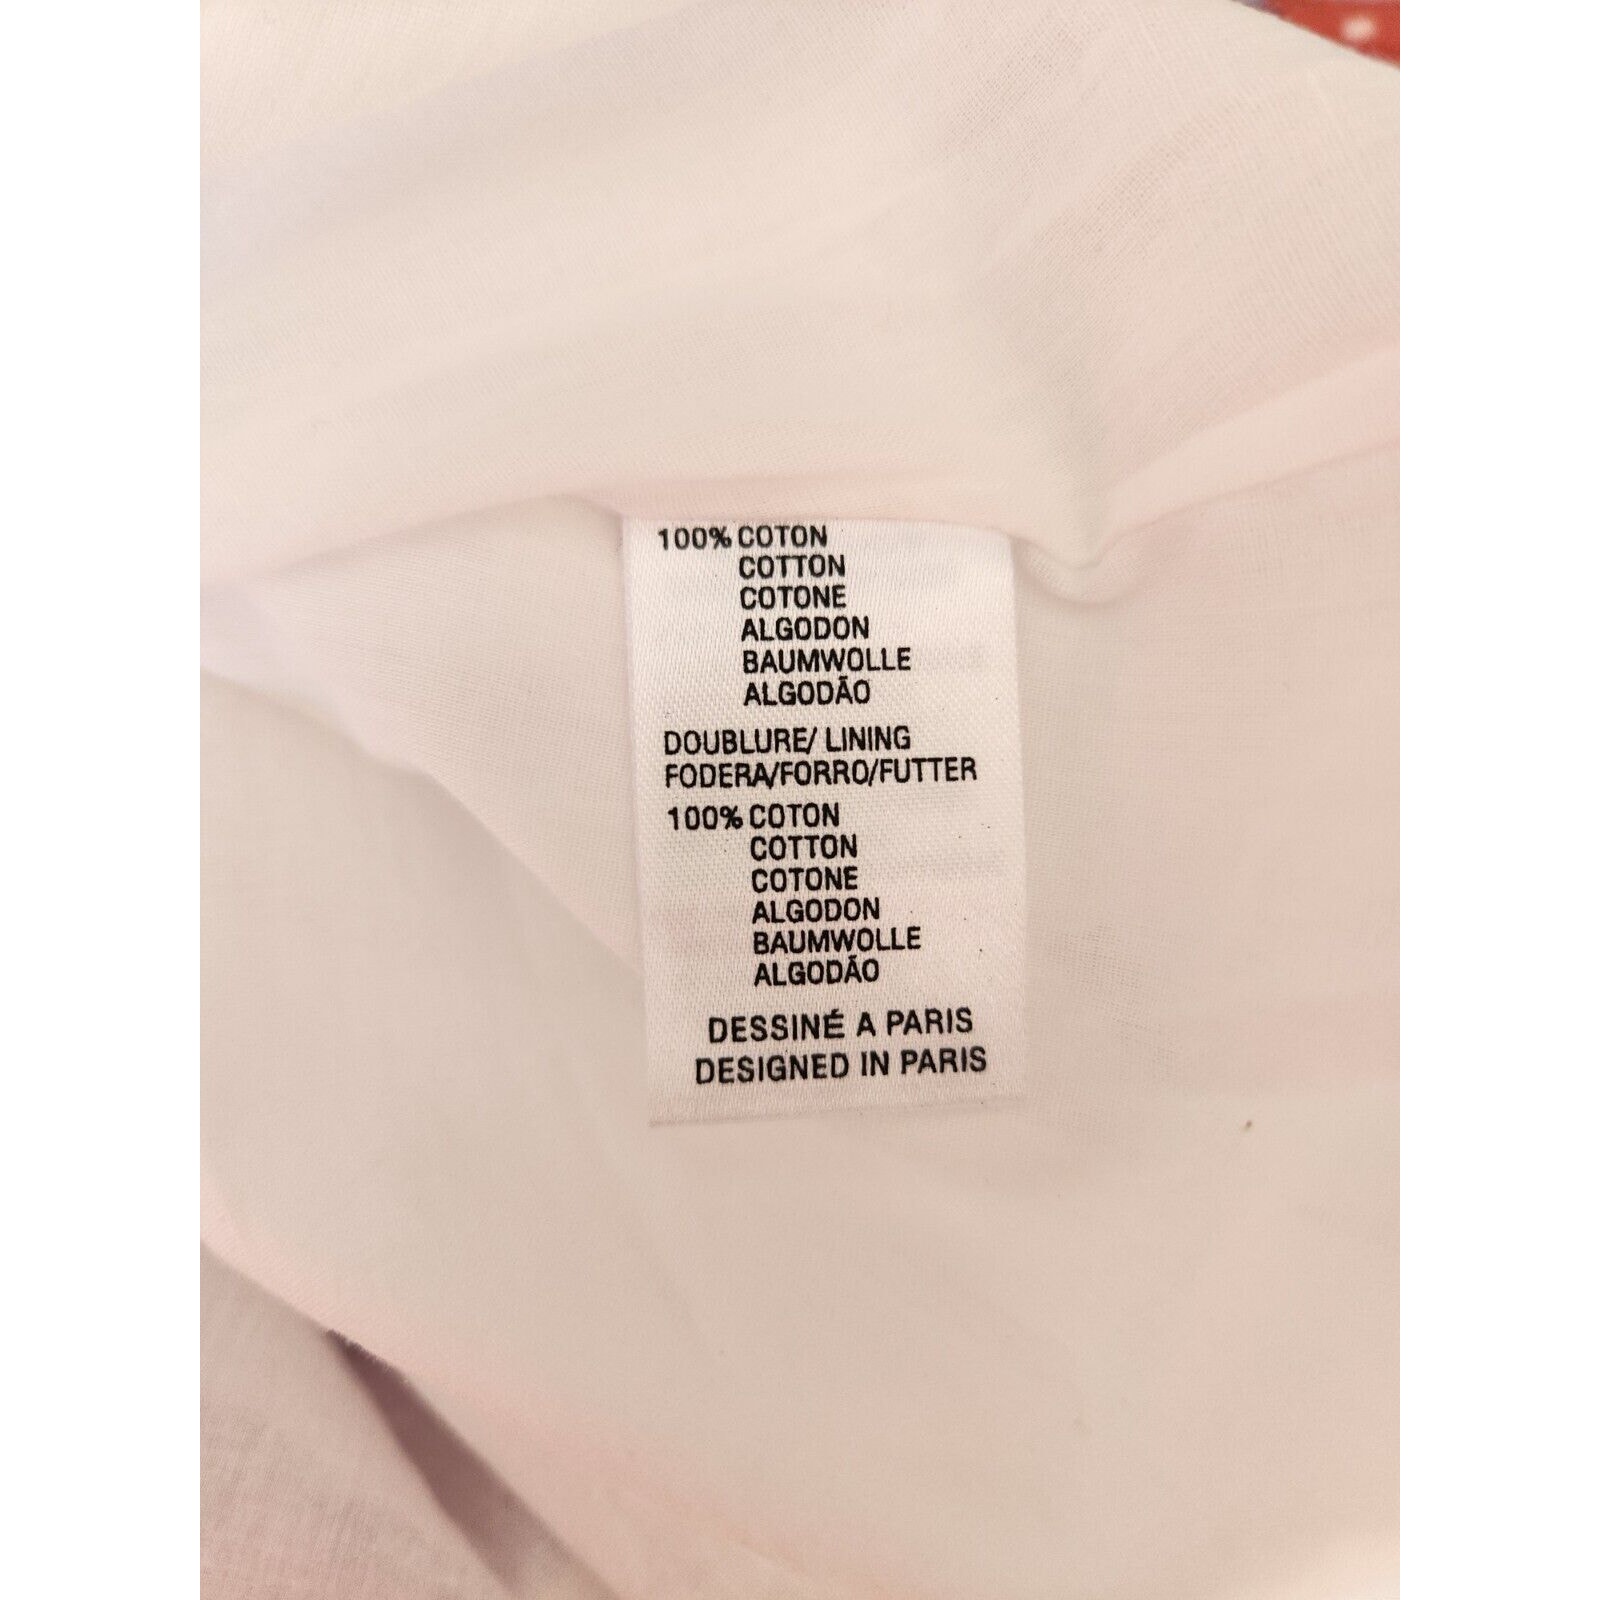 100% COTON
COTTON
COTONE
ALGODON
BAUMWOLLE
ALGODÃO
DOUBLURE/ LINING
FODERA/FORRO/FUTTER
100% COTON
COTTON
COTONE
ALGODON
BAUMWOLLE
ALGODÃO
DESSINÉ A PARIS
DESIGNED IN PARIS